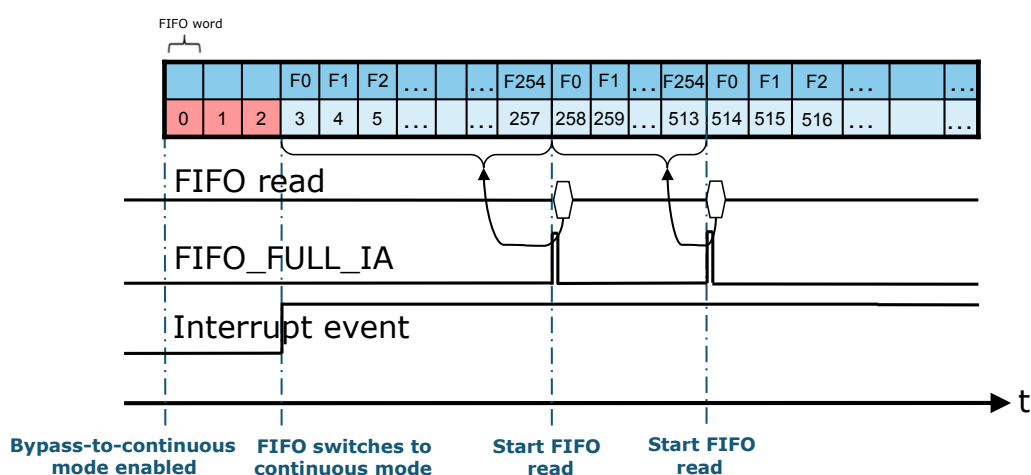 FIFO word
F0 F1 F2 ... ... F254 F0 F1 ... F254 F0 F1 F2 ... ...
0 1 2 3 4 5 ... ... 257 258 259 ... 513 514 515 516 ... ...
FIFO read
FIFO_FULL_IA
Interrupt event
t
Bypass-to-continuous
mode enabled
FIFO switches to
continuous mode
Start FIFO
read
Start FIFO
read